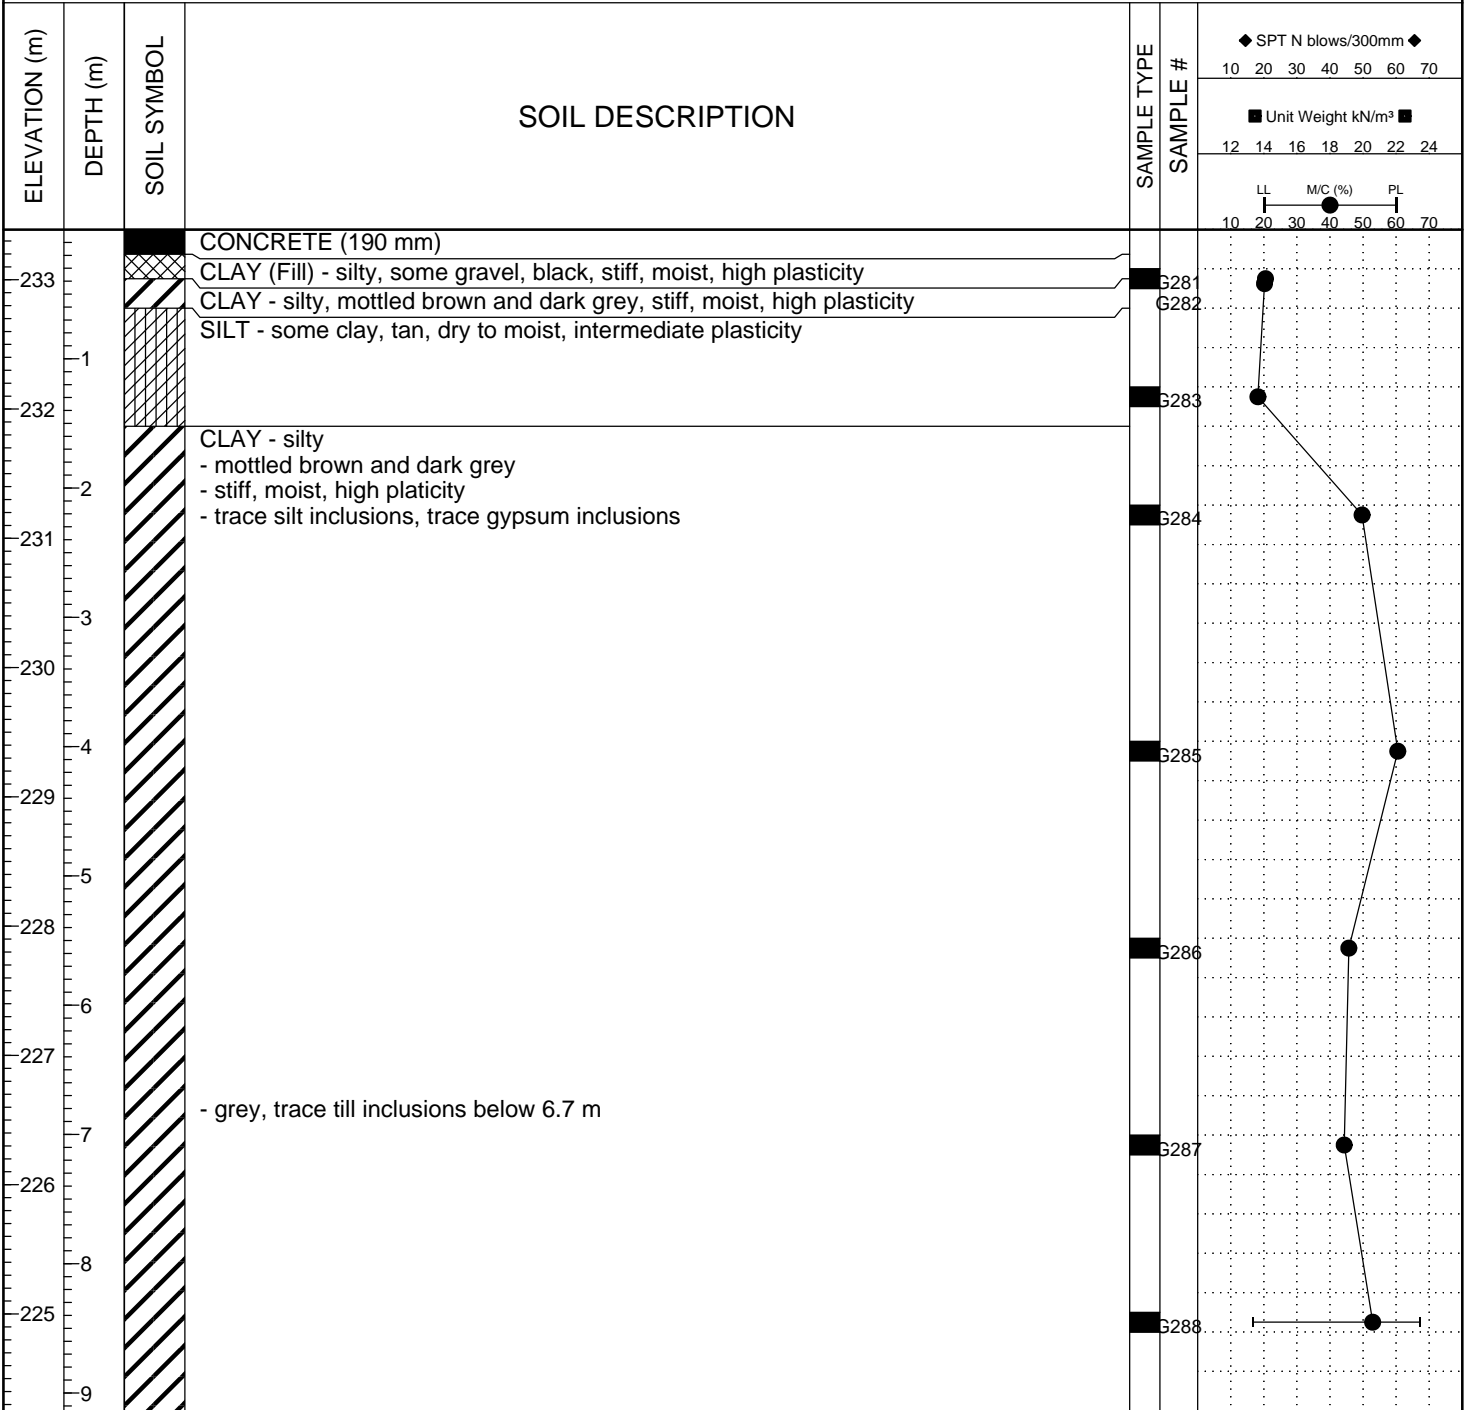 ELEVATION (m)
DEPTH (m)
SOIL SYMBOL
SOIL DESCRIPTION
SAMPLE TYPE
SAMPLE #
◆ SPT N blows/300mm ◆
10 20 30 40 50 60 70
■ Unit Weight kN/m³ ■
12 14 16 18 20 22 24
LL M/C (%) PL
10 20 30 40 50 60 70
CONCRETE (190 mm)
CLAY (Fill) - silty, some gravel, black, stiff, moist, high plasticity
233
G281
CLAY - silty, mottled brown and dark grey, stiff, moist, high plasticity
G282
SILT - some clay, tan, dry to moist, intermediate plasticity
1
232
G283
CLAY - silty
- mottled brown and dark grey
2
- stiff, moist, high platicity
- trace silt inclusions, trace gypsum inclusions
G284
231
3
230
4
G285
229
5
228
G286
6
227
- grey, trace till inclusions below 6.7 m
7
G287
226
8
225
G288
9